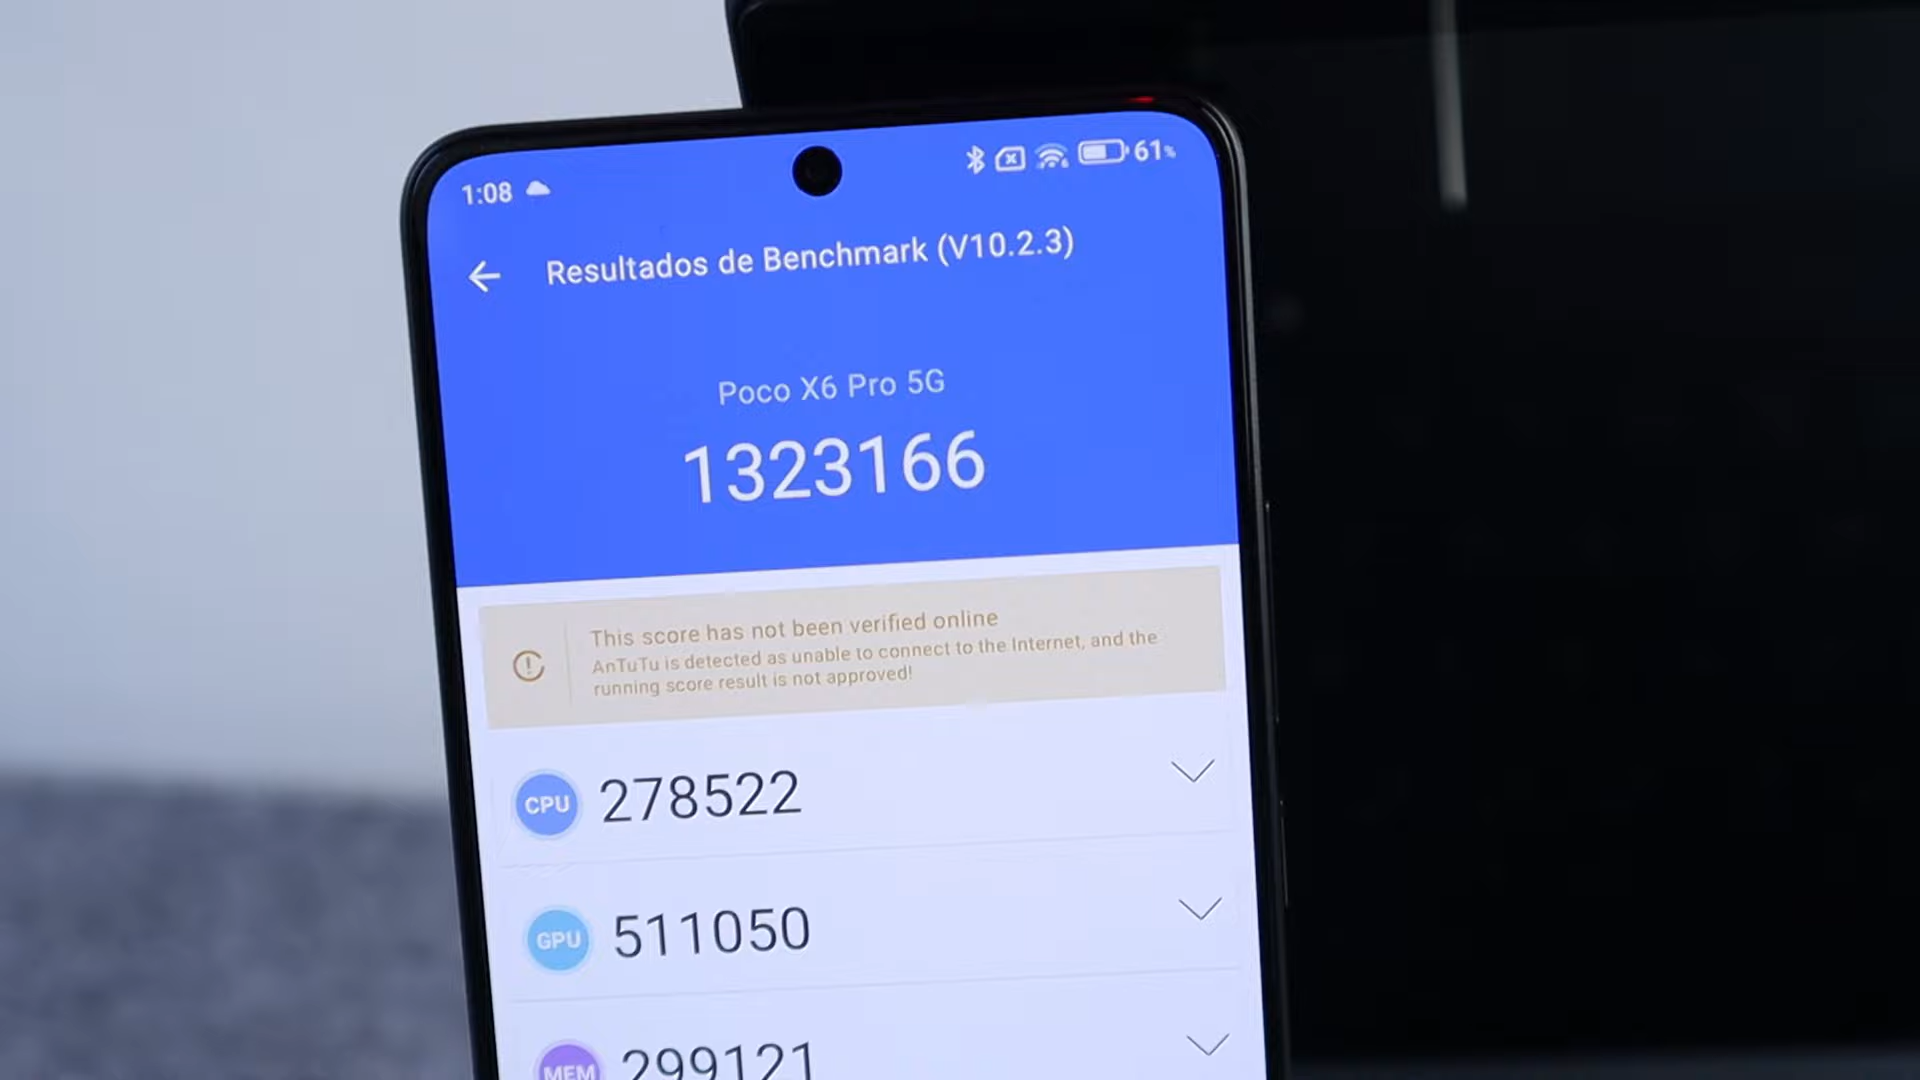 1:08 61%
Resultados de Benchmark (V10.2.3)
Poco X6 Pro 5G
1323166
This score has not been verified online
AnTuTu is detected as unable to connect to the Internet, and the
running score result is not approved!
CPU 278522
GPU 511050
MEM 299121